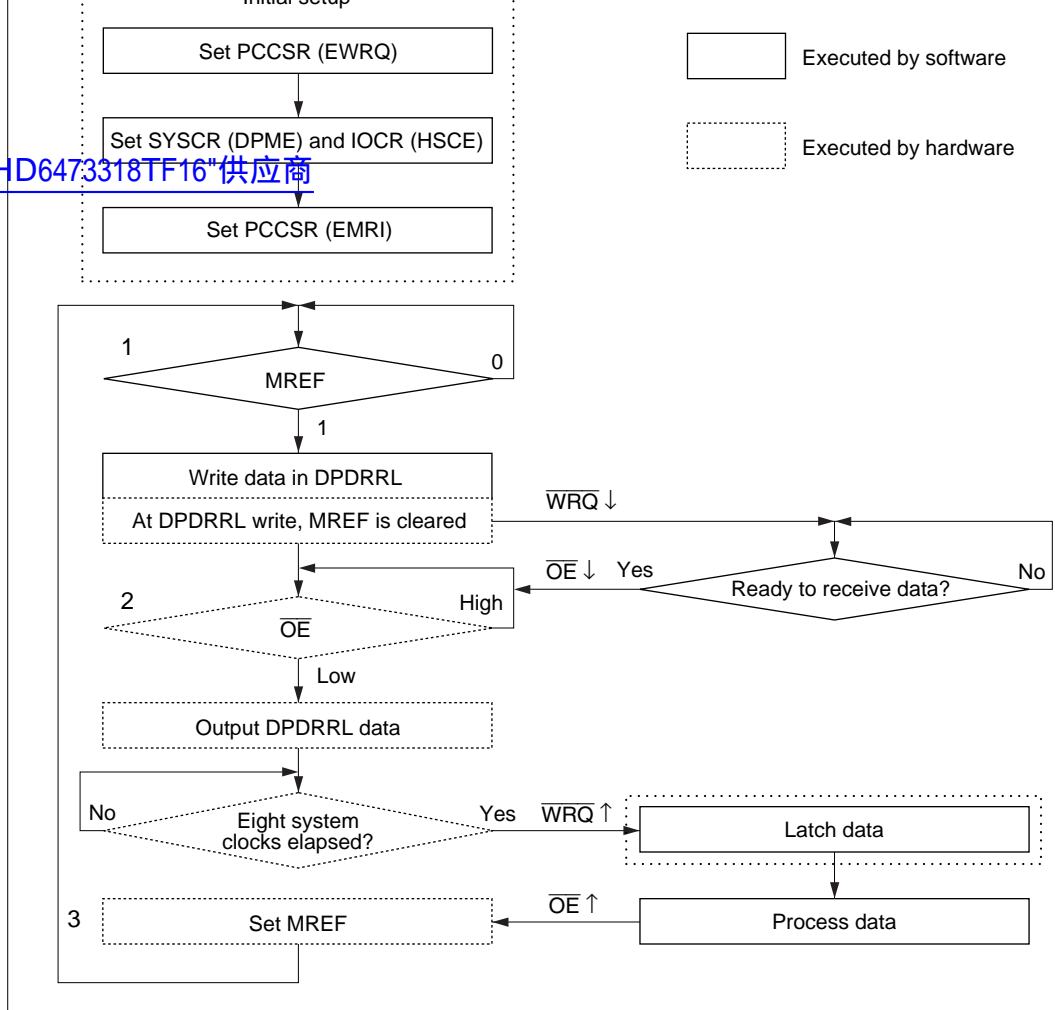 Initial setup
Set PCCSR (EWRQ)
Executed by software
Set SYSCR (DPME) and IOCR (HSCE)
Executed by hardware
HD6473318TF16"供应商
Set PCCSR (EMRI)
1
0
MREF
1
Write data in DPDRRL
WRQ ↓
At DPDRRL write, MREF is cleared
OE ↓ Yes
Ready to receive data?
No
2
High
OE
Low
Output DPDRRL data
No
Eight system
clocks elapsed?
Yes
WRQ ↑
Latch data
3
Set MREF
OE ↑
Process data